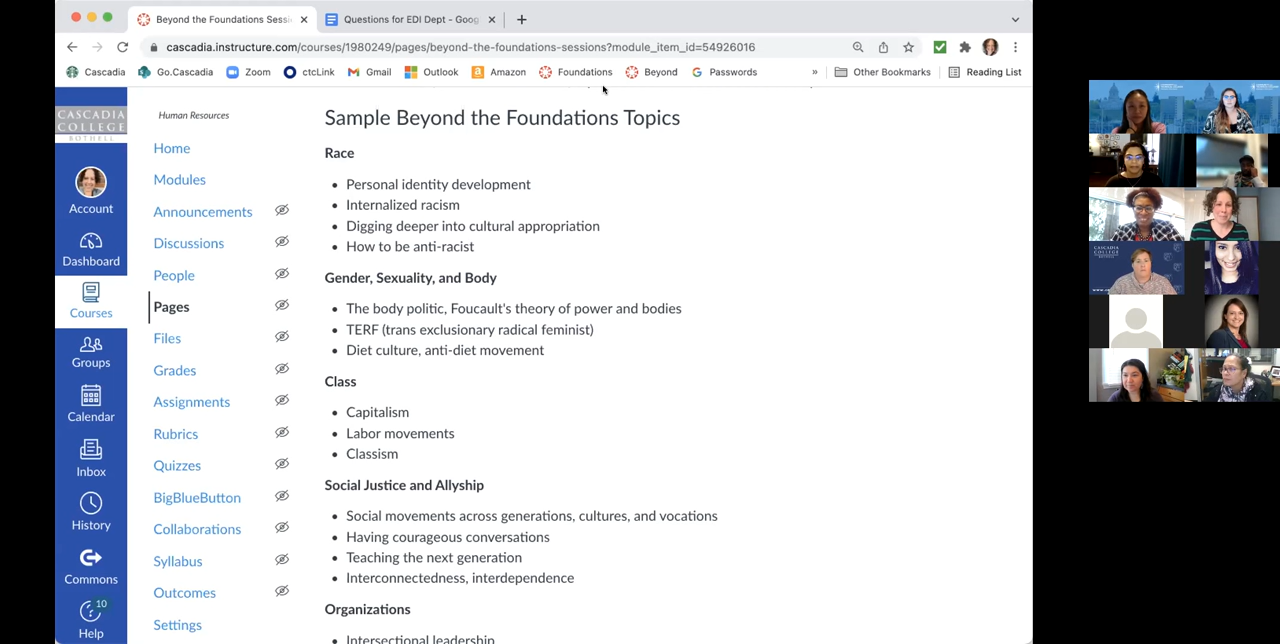 Beyond the Foundations Sessi
Questions for EDI Dept - Goog
cascadia.instructure.com/courses/1980249/pages/beyond-the-foundations-sessions?module_item_id=54926016
Cascadia
Go.Cascadia
Zoom
ctcLink
Gmail
Outlook
Amazon
Foundations
Beyond
Passwords
»
Other Bookmarks
Reading List
CASCADIA
COLLEGE
BOTHELL
Account
Dashboard
Courses
Groups
Calendar
Inbox
History
Commons
10
Help
Human Resources
Home
Modules
Announcements
Discussions
People
Pages
Files
Grades
Assignments
Rubrics
Quizzes
BigBlueButton
Collaborations
Syllabus
Outcomes
Settings
Sample Beyond the Foundations Topics
Race
• Personal identity development
• Internalized racism
• Digging deeper into cultural appropriation
• How to be anti-racist
Gender, Sexuality, and Body
• The body politic, Foucault's theory of power and bodies
• TERF (trans exclusionary radical feminist)
• Diet culture, anti-diet movement
Class
• Capitalism
• Labor movements
• Classism
Social Justice and Allyship
• Social movements across generations, cultures, and vocations
• Having courageous conversations
• Teaching the next generation
• Interconnectedness, interdependence
Organizations
• Intersectional leadership
CASCADIA
COLLEGE